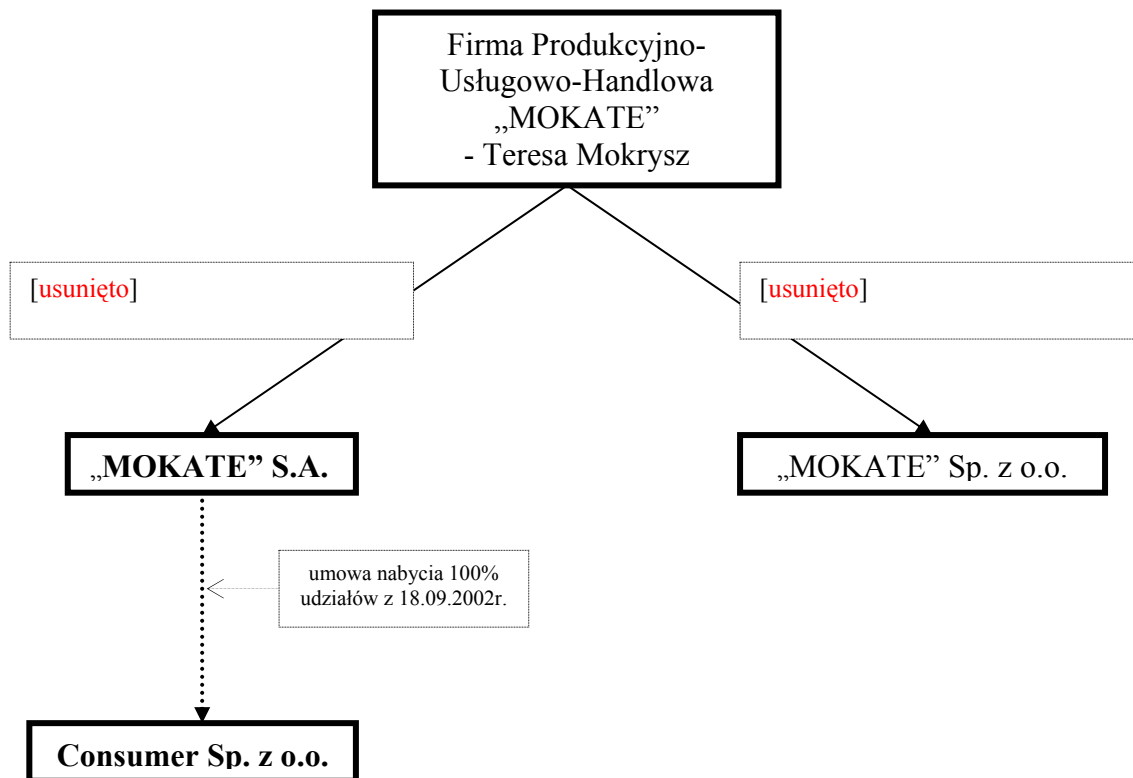 Firma Produkcyjno-
Usługowo-Handlowa
„MOKATE”
- Teresa Mokrysz
[usunięto]
[usunięto]
„MOKATE” S.A.
„MOKATE” Sp. z o.o.
umowa nabycia 100%
udziałów z 18.09.2002r.
Consumer Sp. z o.o.